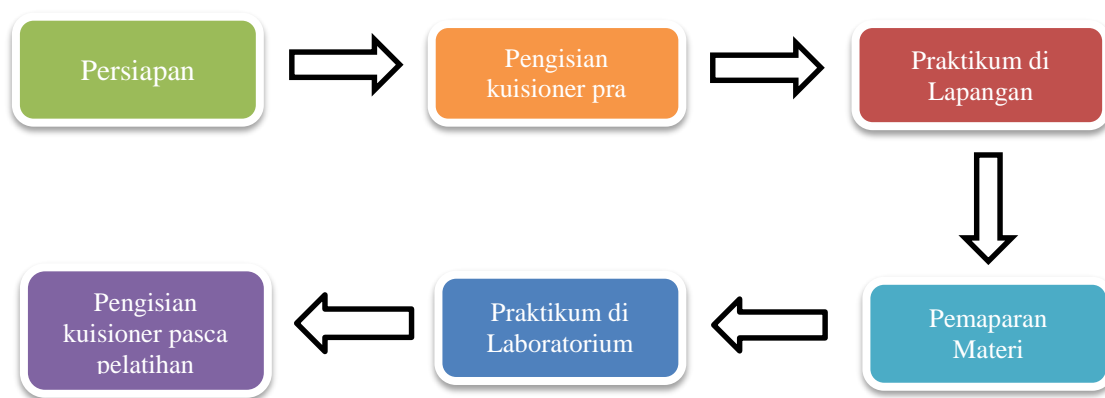 Persiapan
Pengisian
kuisioner pra
Praktikum di
Lapangan
Pemaparan
Materi
Praktikum di
Laboratorium
Pengisian
kuisioner pasca
pelatihan